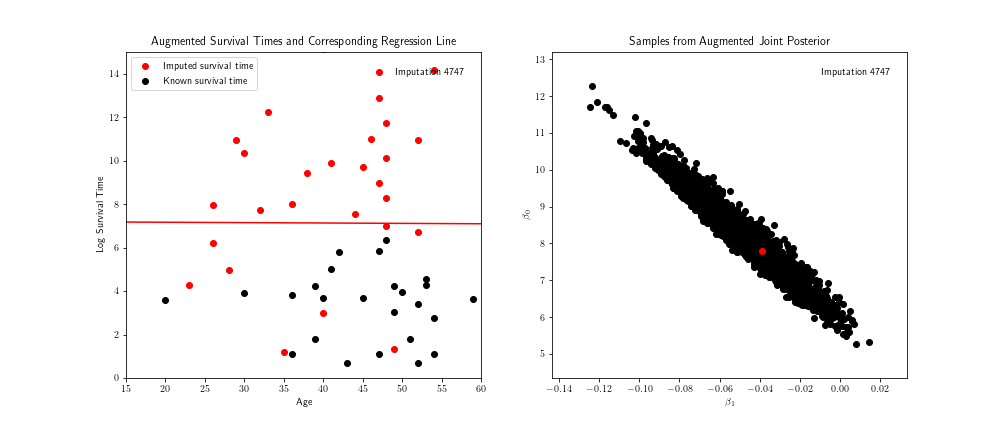 Augmented Survival Times and Corresponding Regression Line
Imputed survival time
Known survival time
Imputation 4747
Log Survival Time
14
12
10
8
6
4
2
0
15 20 25 30 35 40 45 50 55 60
Age
Samples from Augmented Joint Posterior
Imputation 4747
β₀
13
12
11
10
9
8
7
6
5
−0.14 −0.12 −0.10 −0.08 −0.06 −0.04 −0.02 0.00 0.02
β₁